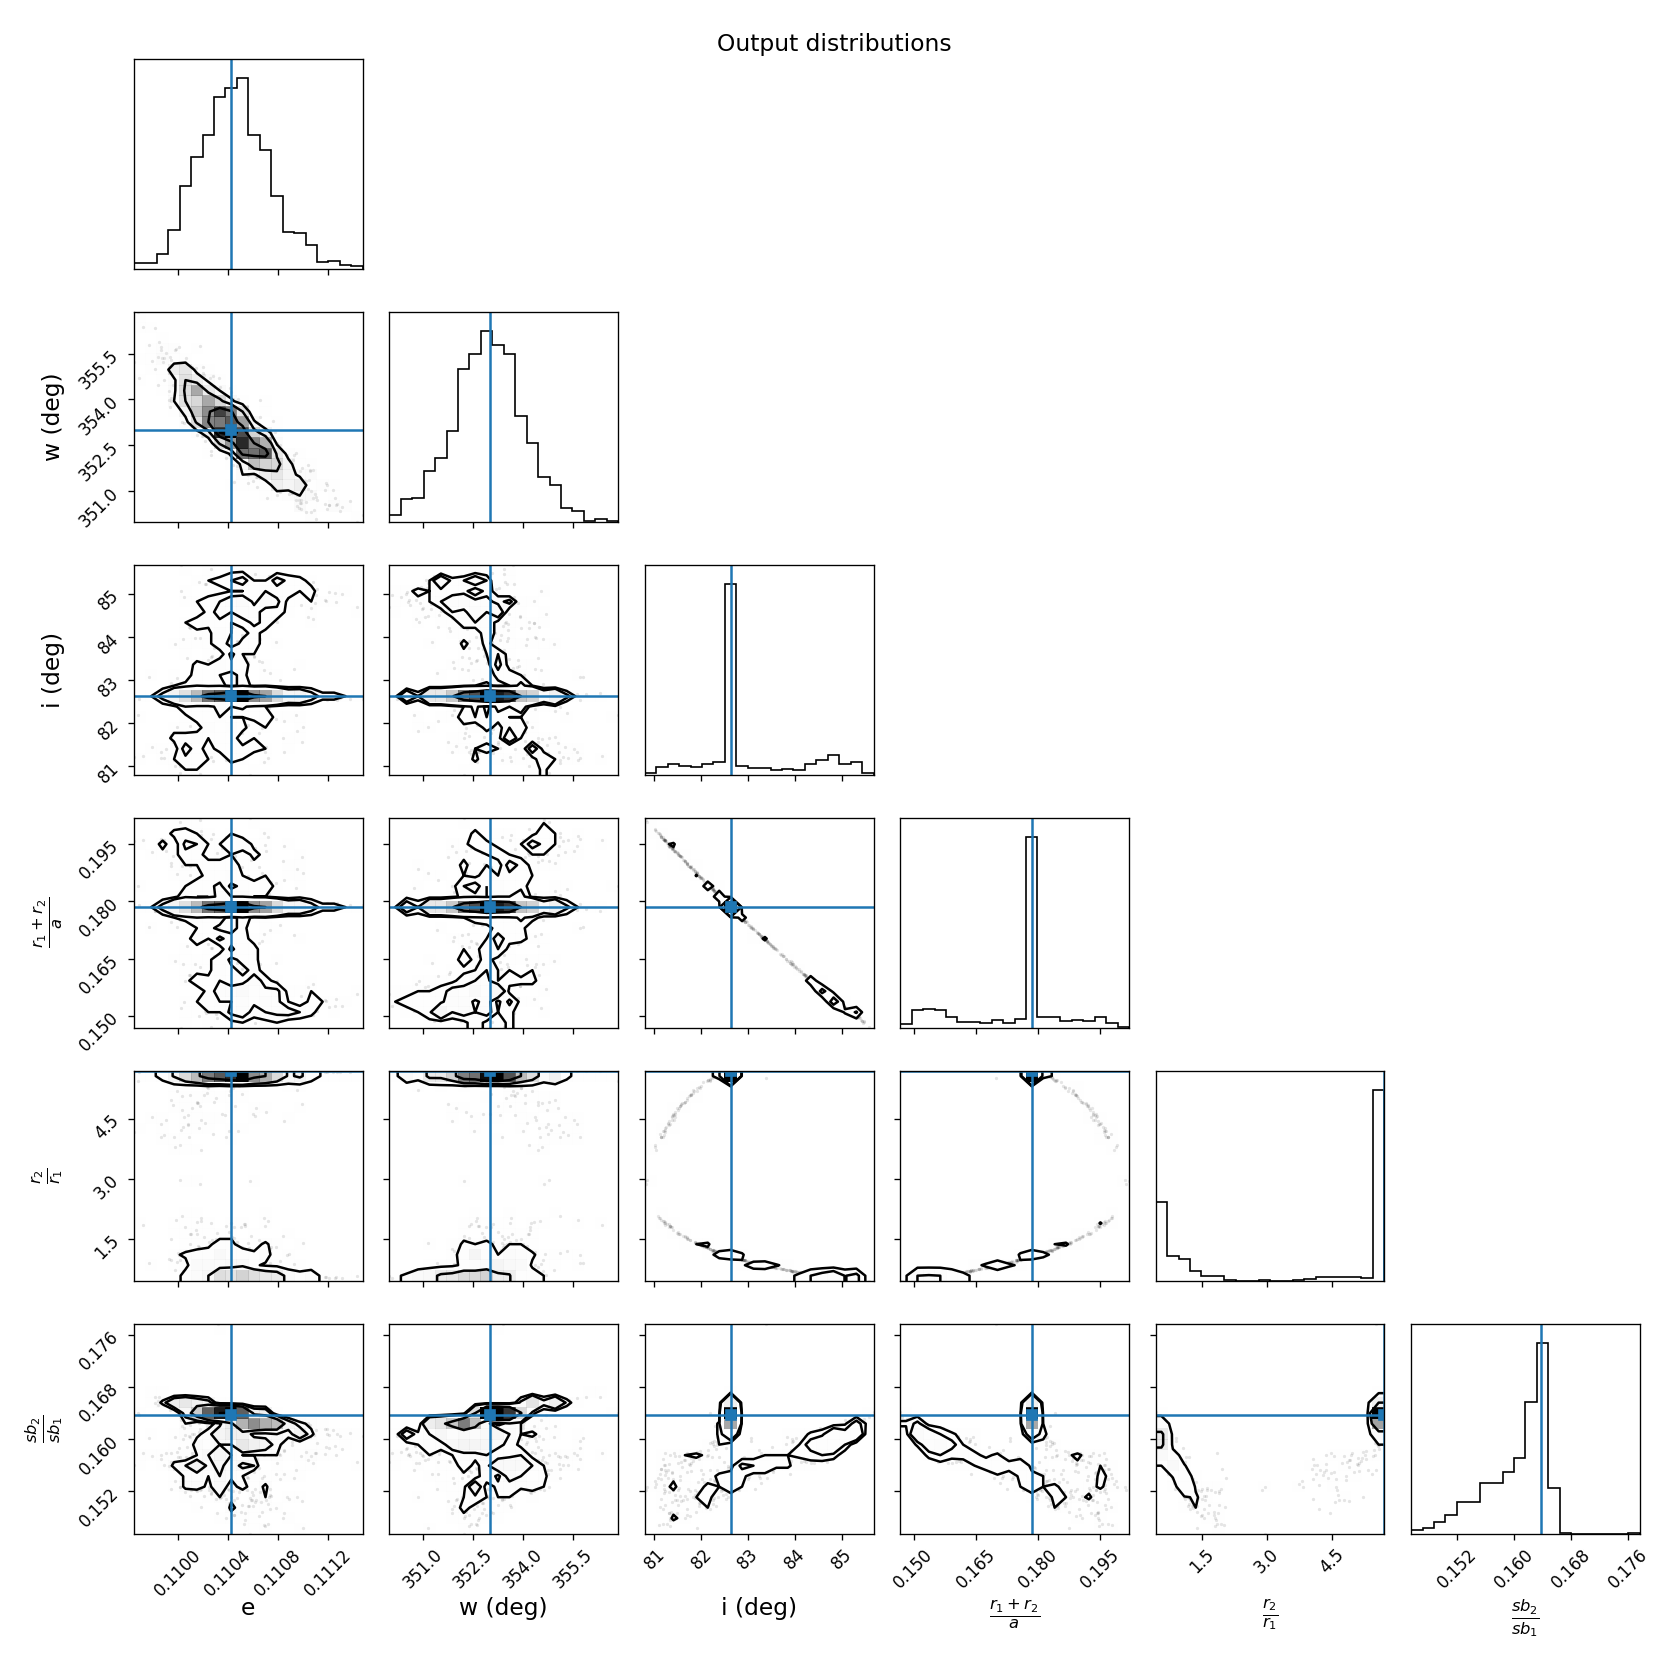 Output distributions
w (deg)
355.5
354.0
352.5
351.0
i (deg)
85
84
83
82
81
r₁ + r₂
a
0.195
0.180
0.165
0.150
r₂
r₁
4.5
3.0
1.5
sb₂
sb₁
0.176
0.168
0.160
0.152
0.1100 0.1104 0.1108 0.1112
e
351.0 352.5 354.0 355.5
w (deg)
81 82 83 84 85
i (deg)
0.150 0.165 0.180 0.195
r₁ + r₂
a
1.5 3.0 4.5
r₂
r₁
0.152 0.160 0.168 0.176
sb₂
sb₁